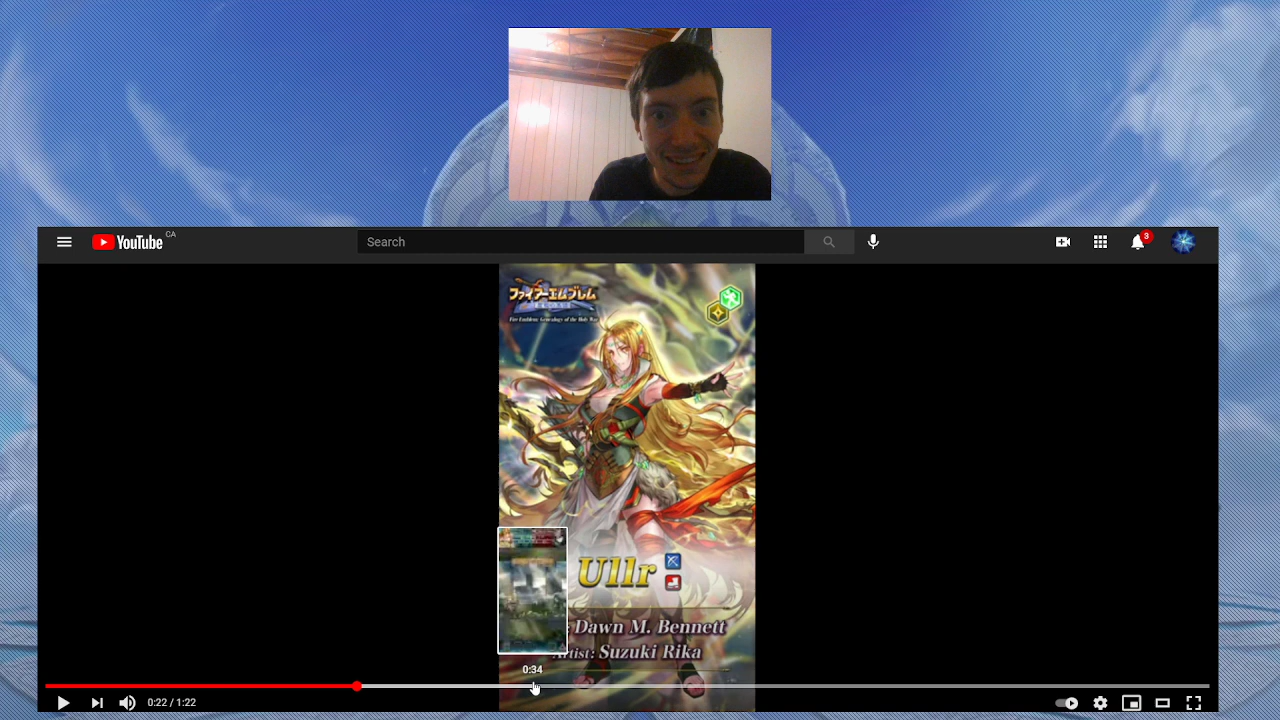 YouTube CA
Search
3
ファイアーエムブレム
Fire Emblem: Genealogy of the Holy War
Ullr
: Dawn M. Bennett
Artist: Suzuki Rika
0:34
0:22 / 1:22